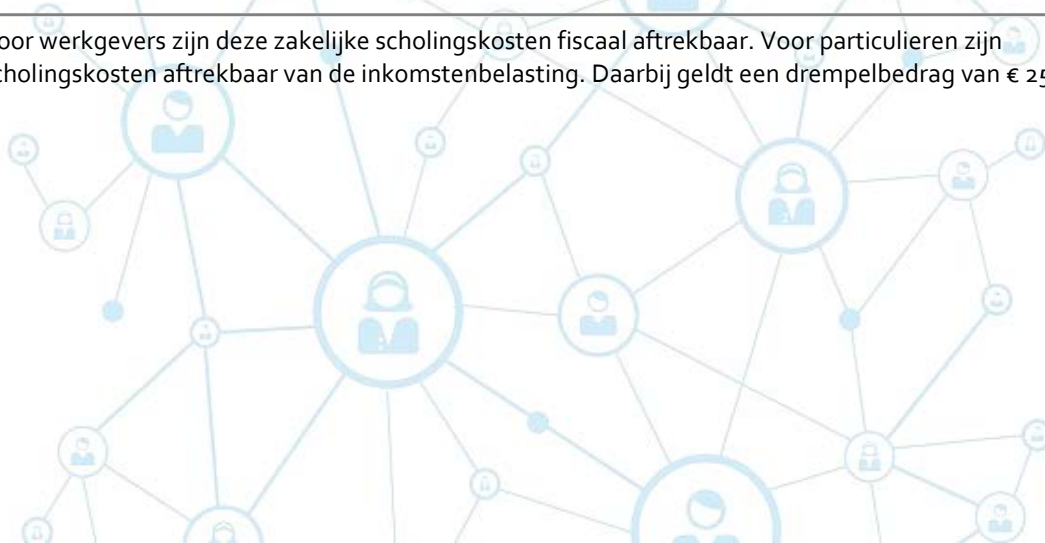 oor werkgevers zijn deze zakelijke scholingskosten fiscaal aftrekbaar. Voor particulieren zijn
cholingskosten aftrekbaar van de inkomstenbelasting. Daarbij geldt een drempelbedrag van € 25